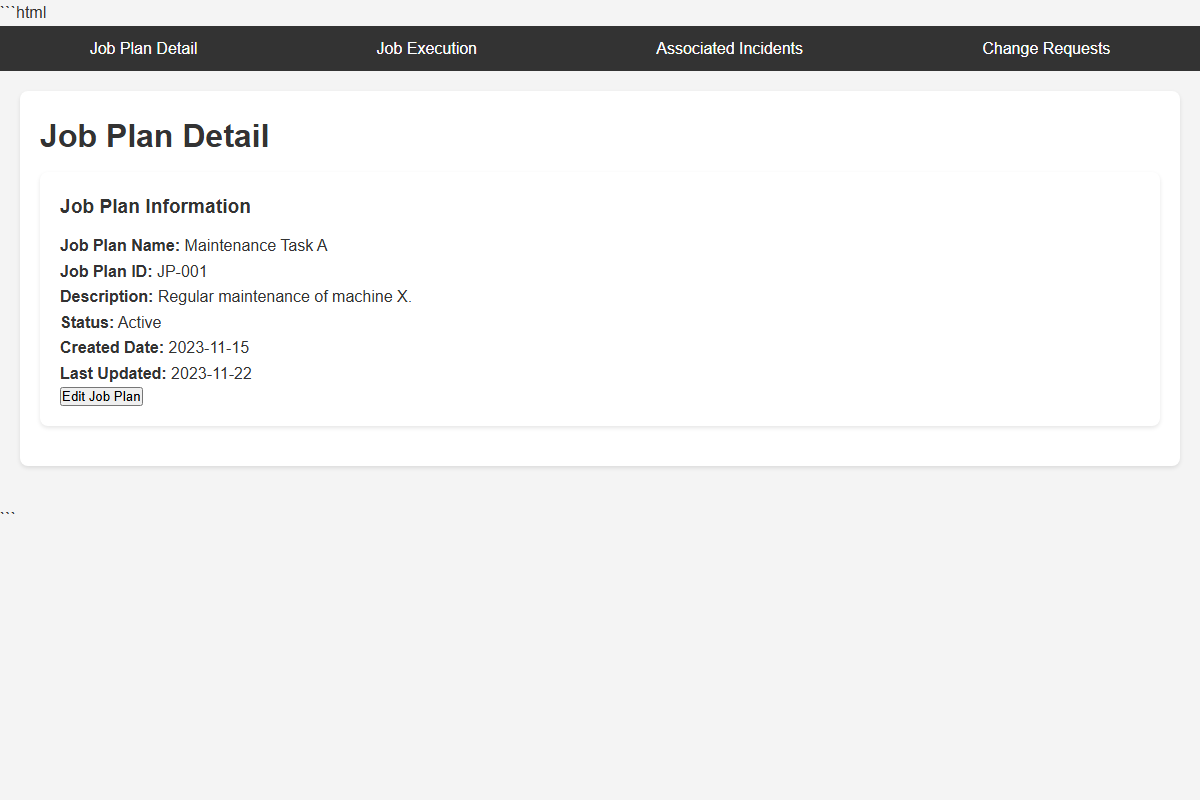 ```html
Job Plan Detail Job Execution Associated Incidents Change Requests
Job Plan Detail
Job Plan Information
Job Plan Name: Maintenance Task A
Job Plan ID: JP-001
Description: Regular maintenance of machine X.
Status: Active
Created Date: 2023-11-15
Last Updated: 2023-11-22
Edit Job Plan
```